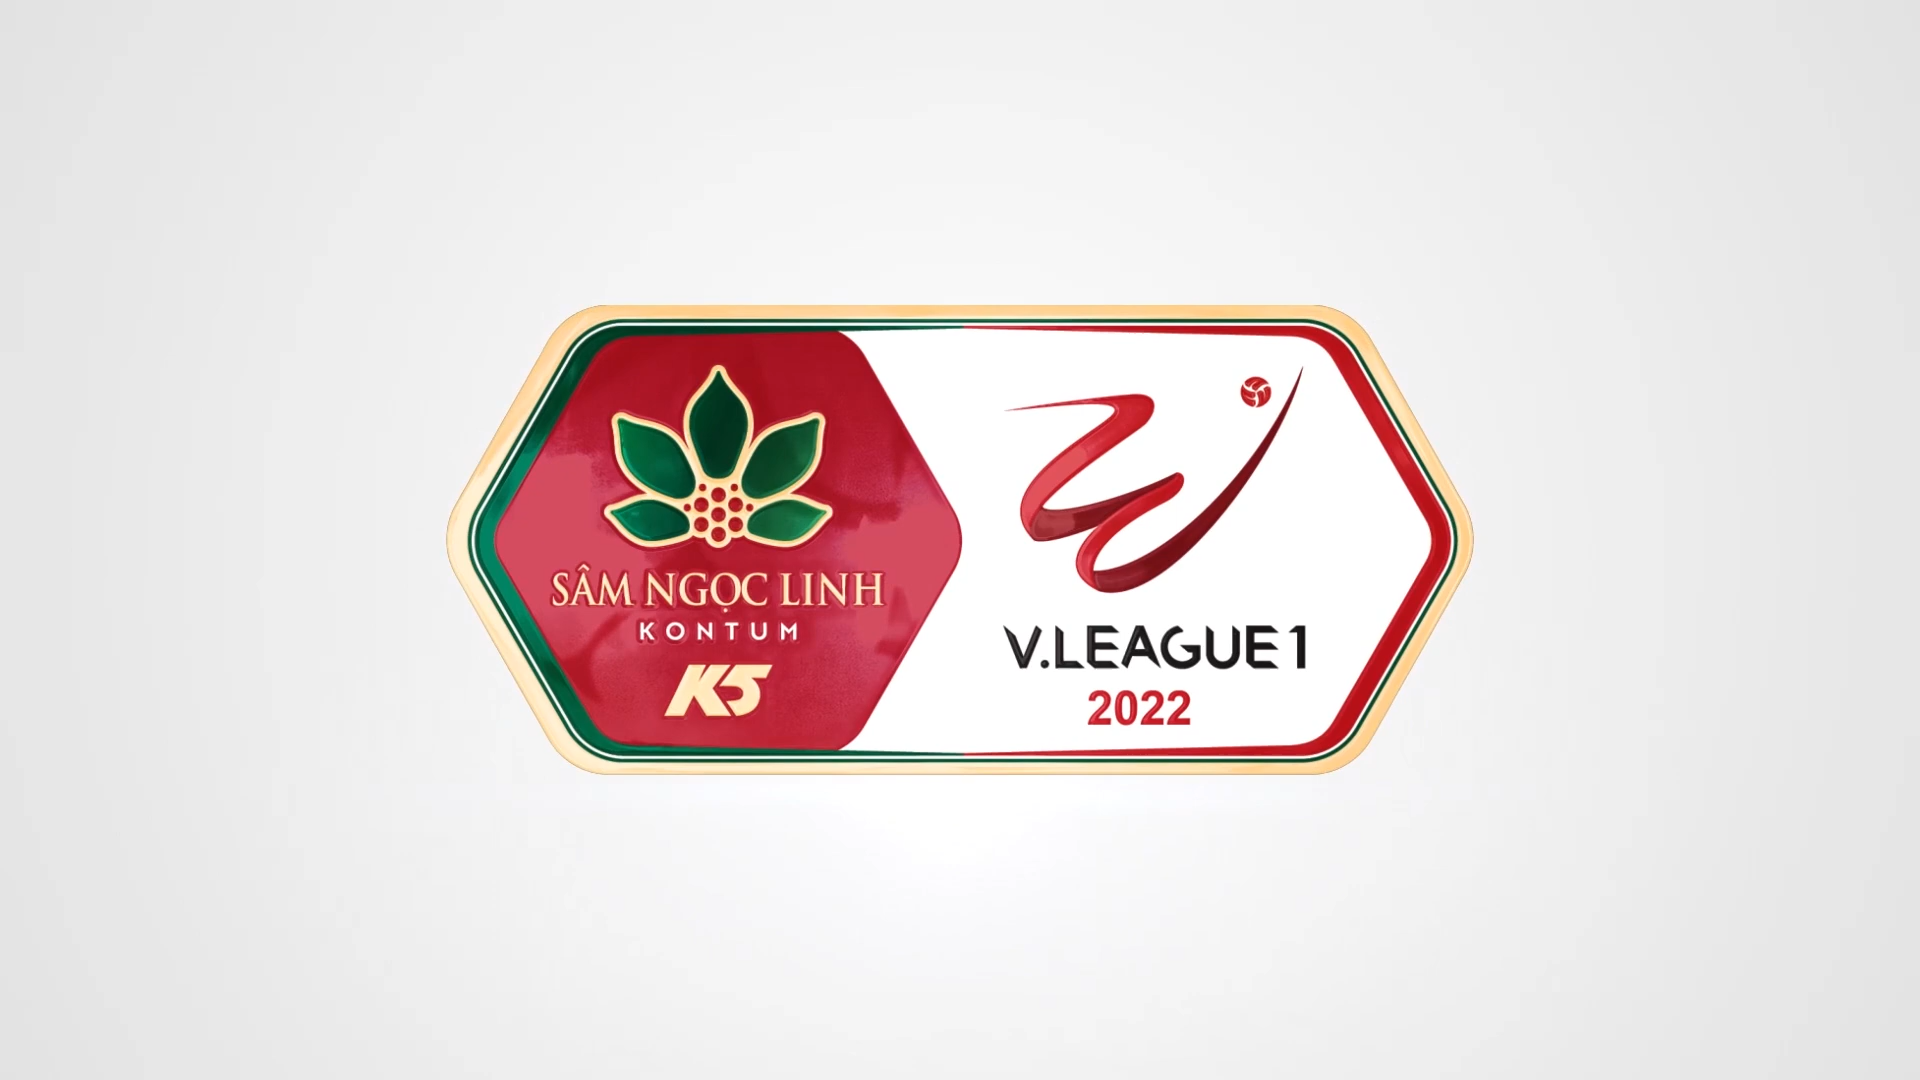 SÂM NGỌC LINH
KONTUM
K5
V.LEAGUE 1
2022